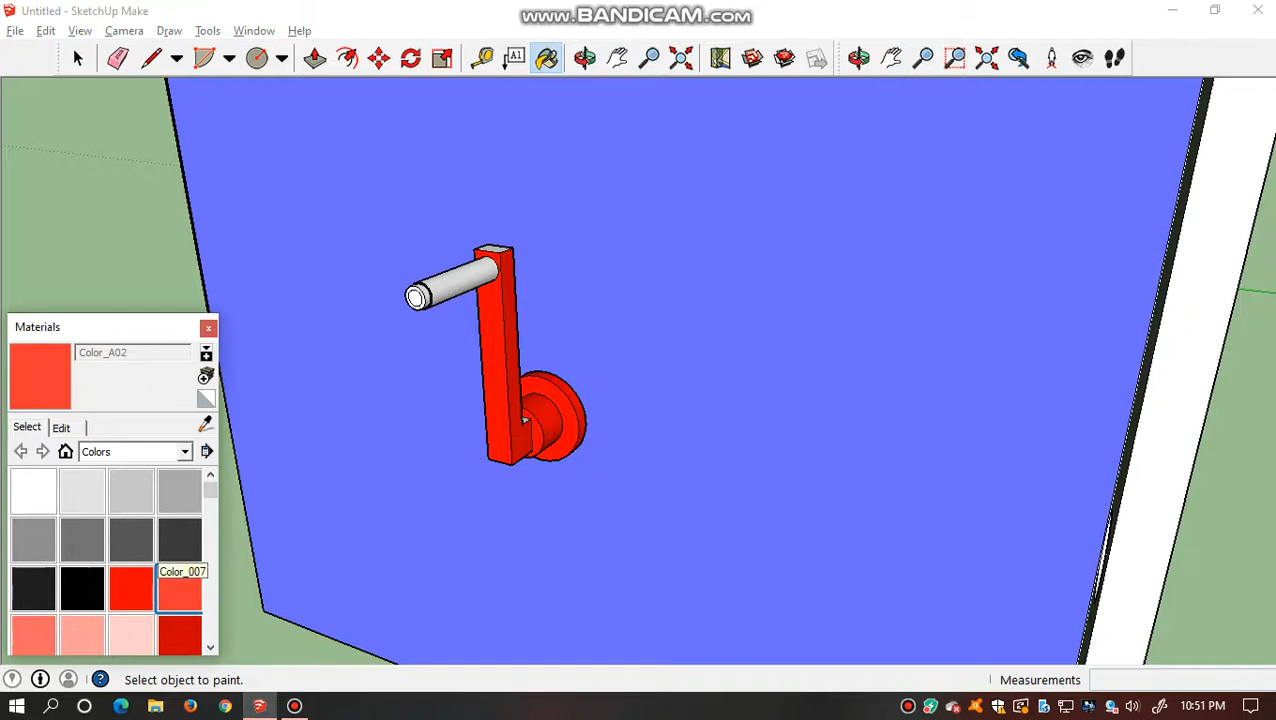 Untitled - SketchUp Make
www.BANDICAM.com
File Edit View Camera Draw Tools Window Help
A1
Materials
Color_A02
Select Edit
Colors
Color_007
Select object to paint.
Measurements
10:51 PM